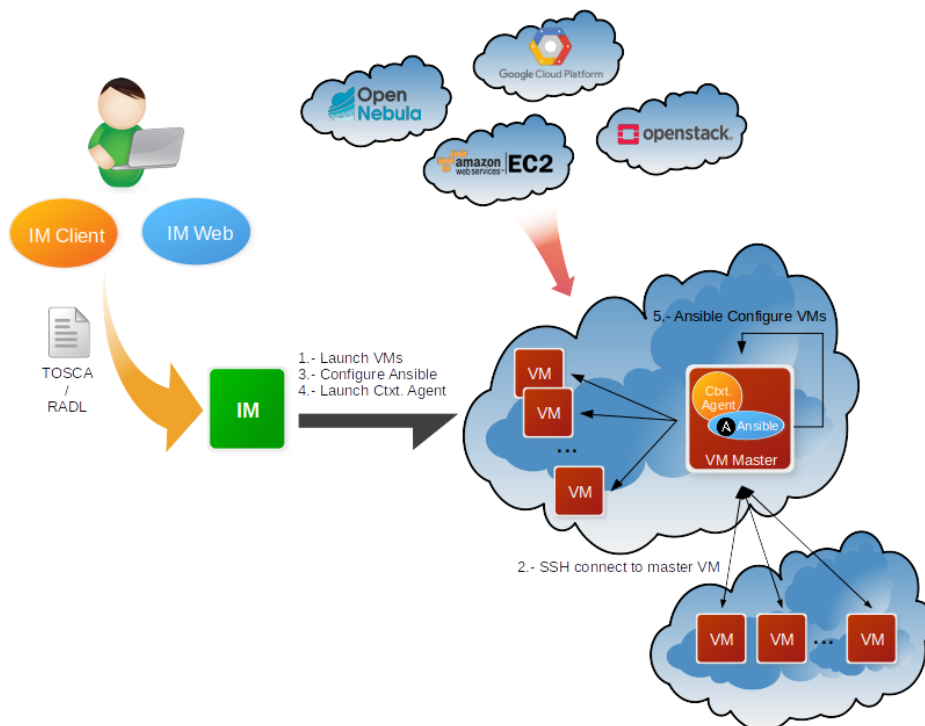 Google Cloud Platform
Open
Nebula
openstack.
amazon
web services™
EC2
IM Client
IM Web
TOSCA
/
RADL
IM
1.- Launch VMs
3.- Configure Ansible
4.- Launch Ctxt. Agent
5.- Ansible Configure VMs
VM
VM
...
VM
Ctxt.
Agent
Ansible
VM Master
2.- SSH connect to master VM
VM
VM
...
VM